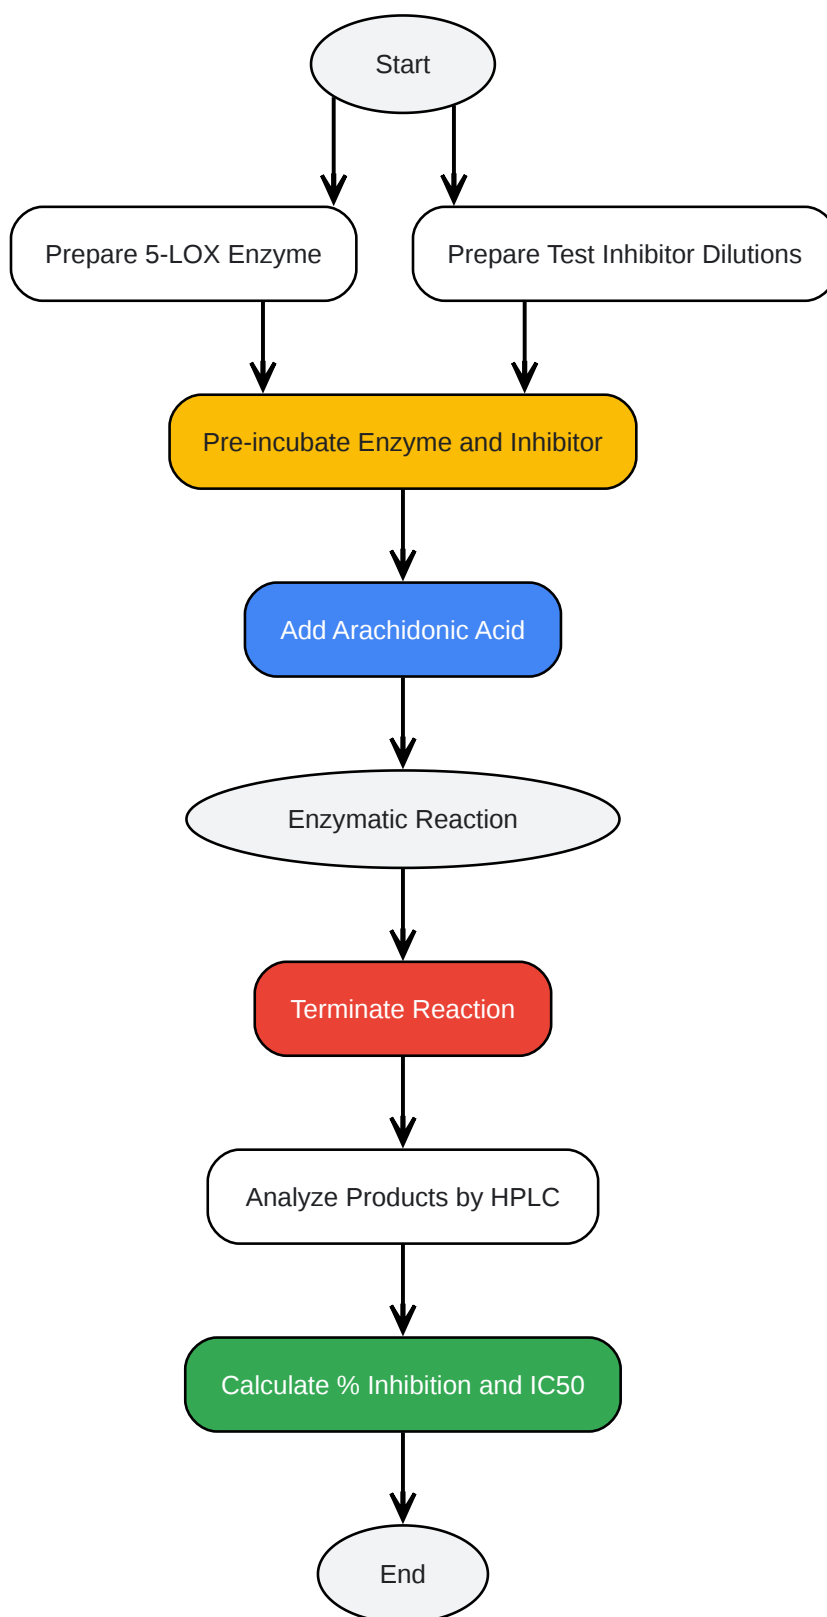 Start
Prepare 5-LOX Enzyme
Prepare Test Inhibitor Dilutions
Pre-incubate Enzyme and Inhibitor
Add Arachidonic Acid
Enzymatic Reaction
Terminate Reaction
Analyze Products by HPLC
Calculate % Inhibition and IC50
End